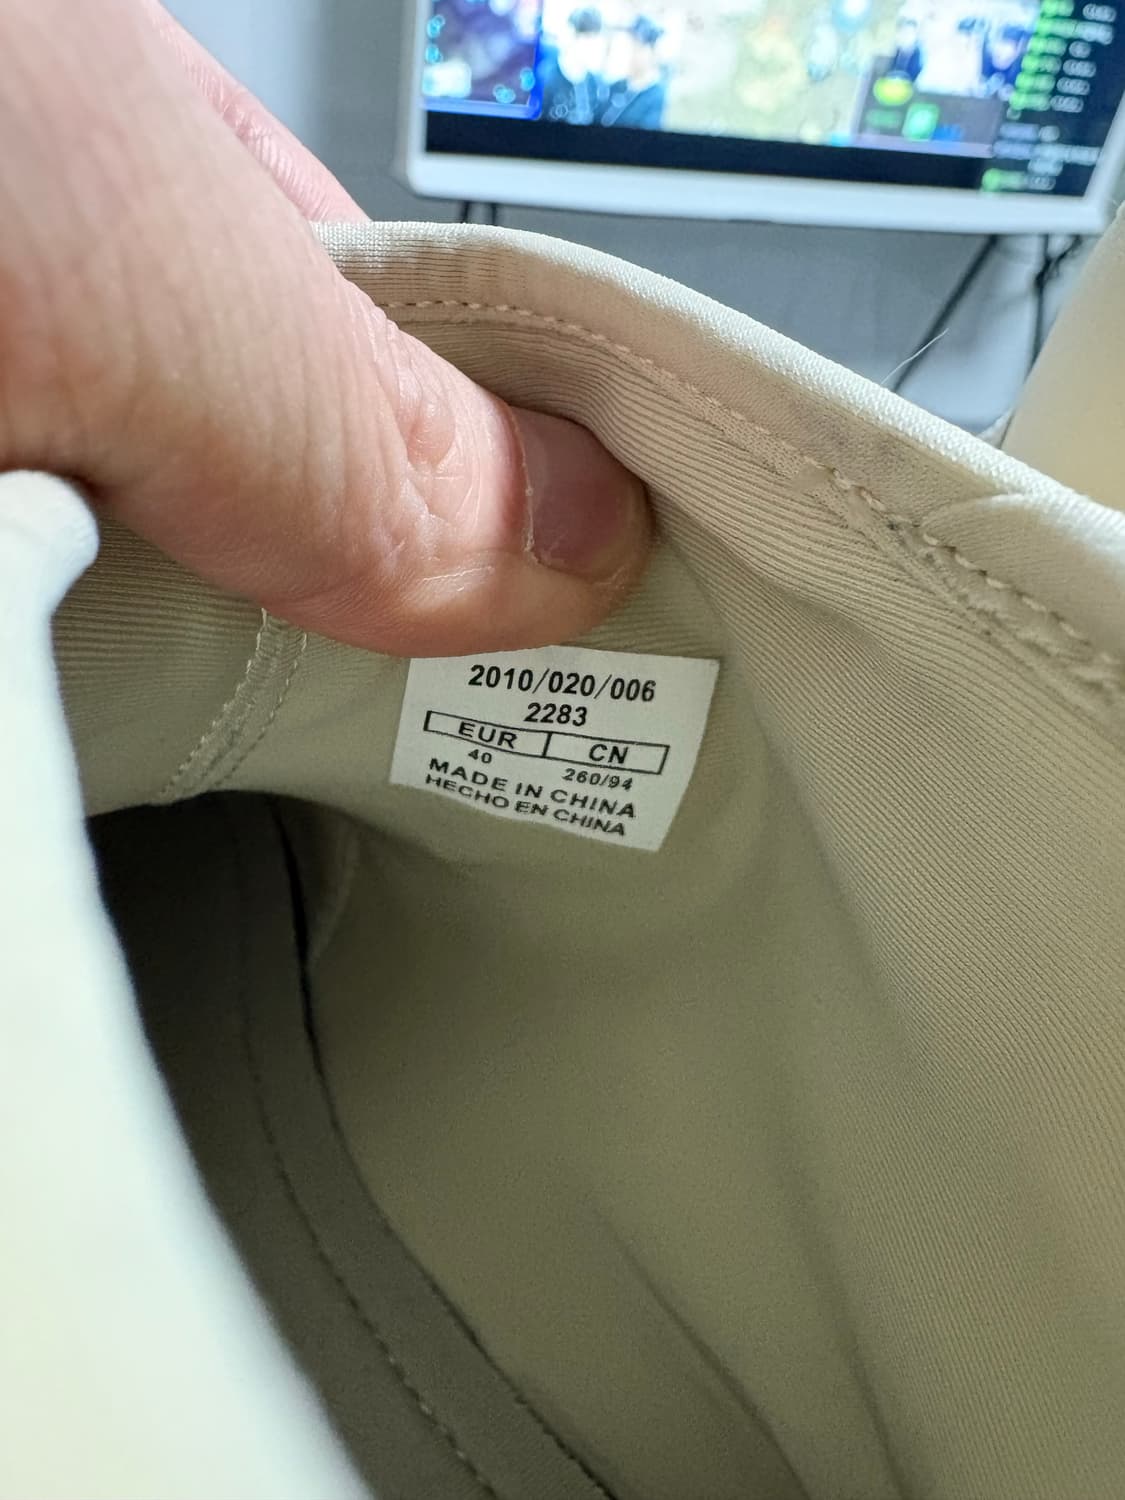 2010/020/006
2283
EUR CN
40 260/94
MADE IN CHINA
HECHO EN CHINA